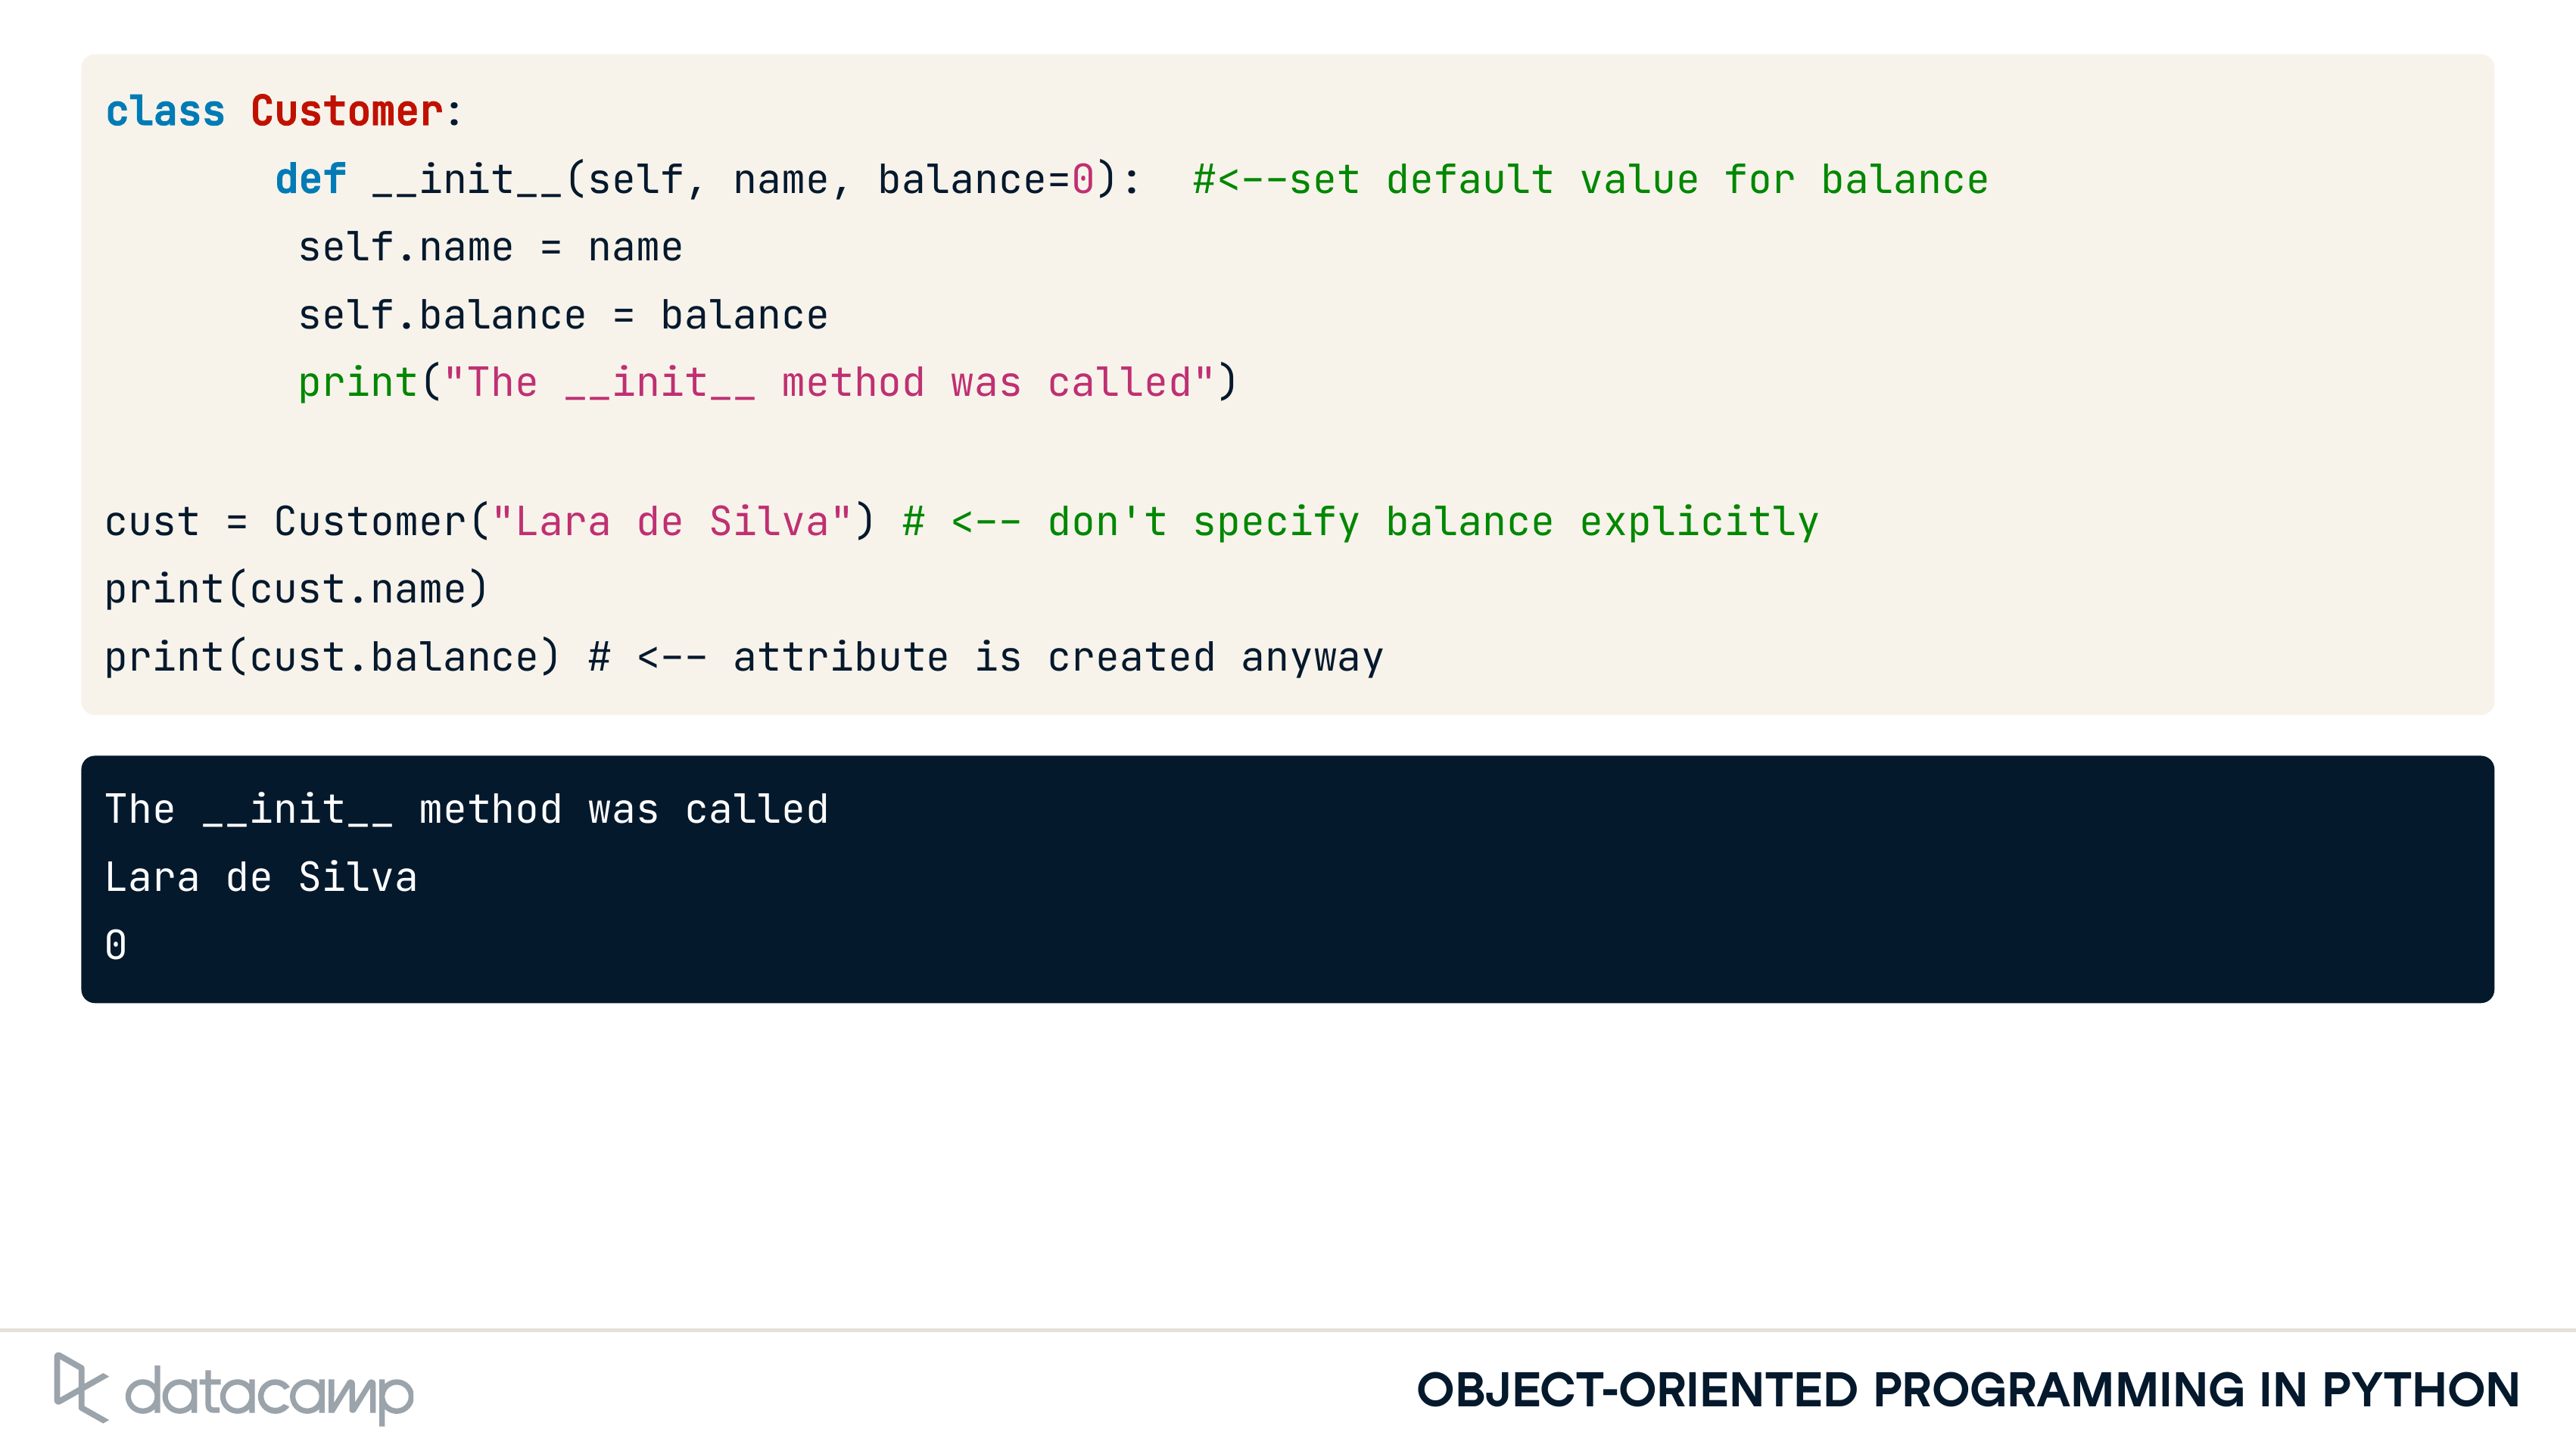 class Customer:
def __init__(self, name, balance=0):  #<--set default value for balance
self.name = name
self.balance = balance
print("The __init__ method was called")
cust = Customer("Lara de Silva") # <-- don't specify balance explicitly
print(cust.name)
print(cust.balance) # <-- attribute is created anyway
The __init__ method was called
Lara de Silva
0
datacamp
OBJECT-ORIENTED PROGRAMMING IN PYTHON